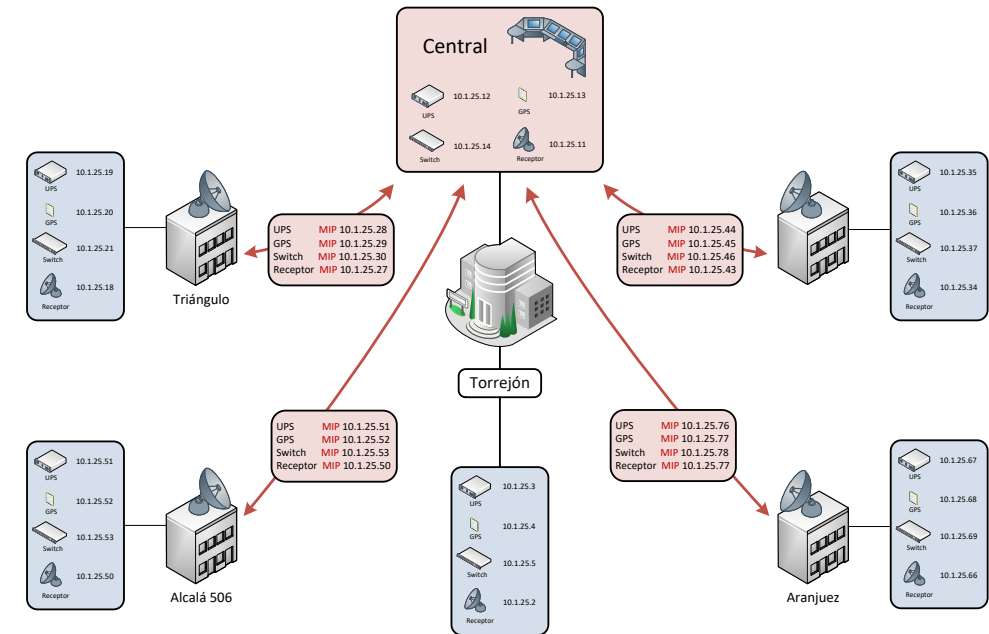 Central
10.1.25.12
UPS
10.1.25.13
GPS
10.1.25.14
Switch
10.1.25.11
Receptor
10.1.25.19
UPS
10.1.25.20
GPS
10.1.25.21
Switch
10.1.25.18
Receptor
Triángulo
UPS MIP 10.1.25.28
GPS MIP 10.1.25.29
Switch MIP 10.1.25.30
Receptor MIP 10.1.25.27
UPS MIP 10.1.25.44
GPS MIP 10.1.25.45
Switch MIP 10.1.25.46
Receptor MIP 10.1.25.43
10.1.25.35
UPS
10.1.25.36
GPS
10.1.25.37
Switch
10.1.25.34
Receptor
Torrejón
UPS MIP 10.1.25.51
GPS MIP 10.1.25.52
Switch MIP 10.1.25.53
Receptor MIP 10.1.25.50
UPS MIP 10.1.25.76
GPS MIP 10.1.25.77
Switch MIP 10.1.25.78
Receptor MIP 10.1.25.77
10.1.25.51
UPS
10.1.25.52
GPS
10.1.25.53
Switch
10.1.25.50
Receptor
Alcalá 506
10.1.25.3
UPS
10.1.25.4
GPS
10.1.25.5
Switch
10.1.25.2
Receptor
Aranjuez
10.1.25.67
UPS
10.1.25.68
GPS
10.1.25.69
Switch
10.1.25.66
Receptor